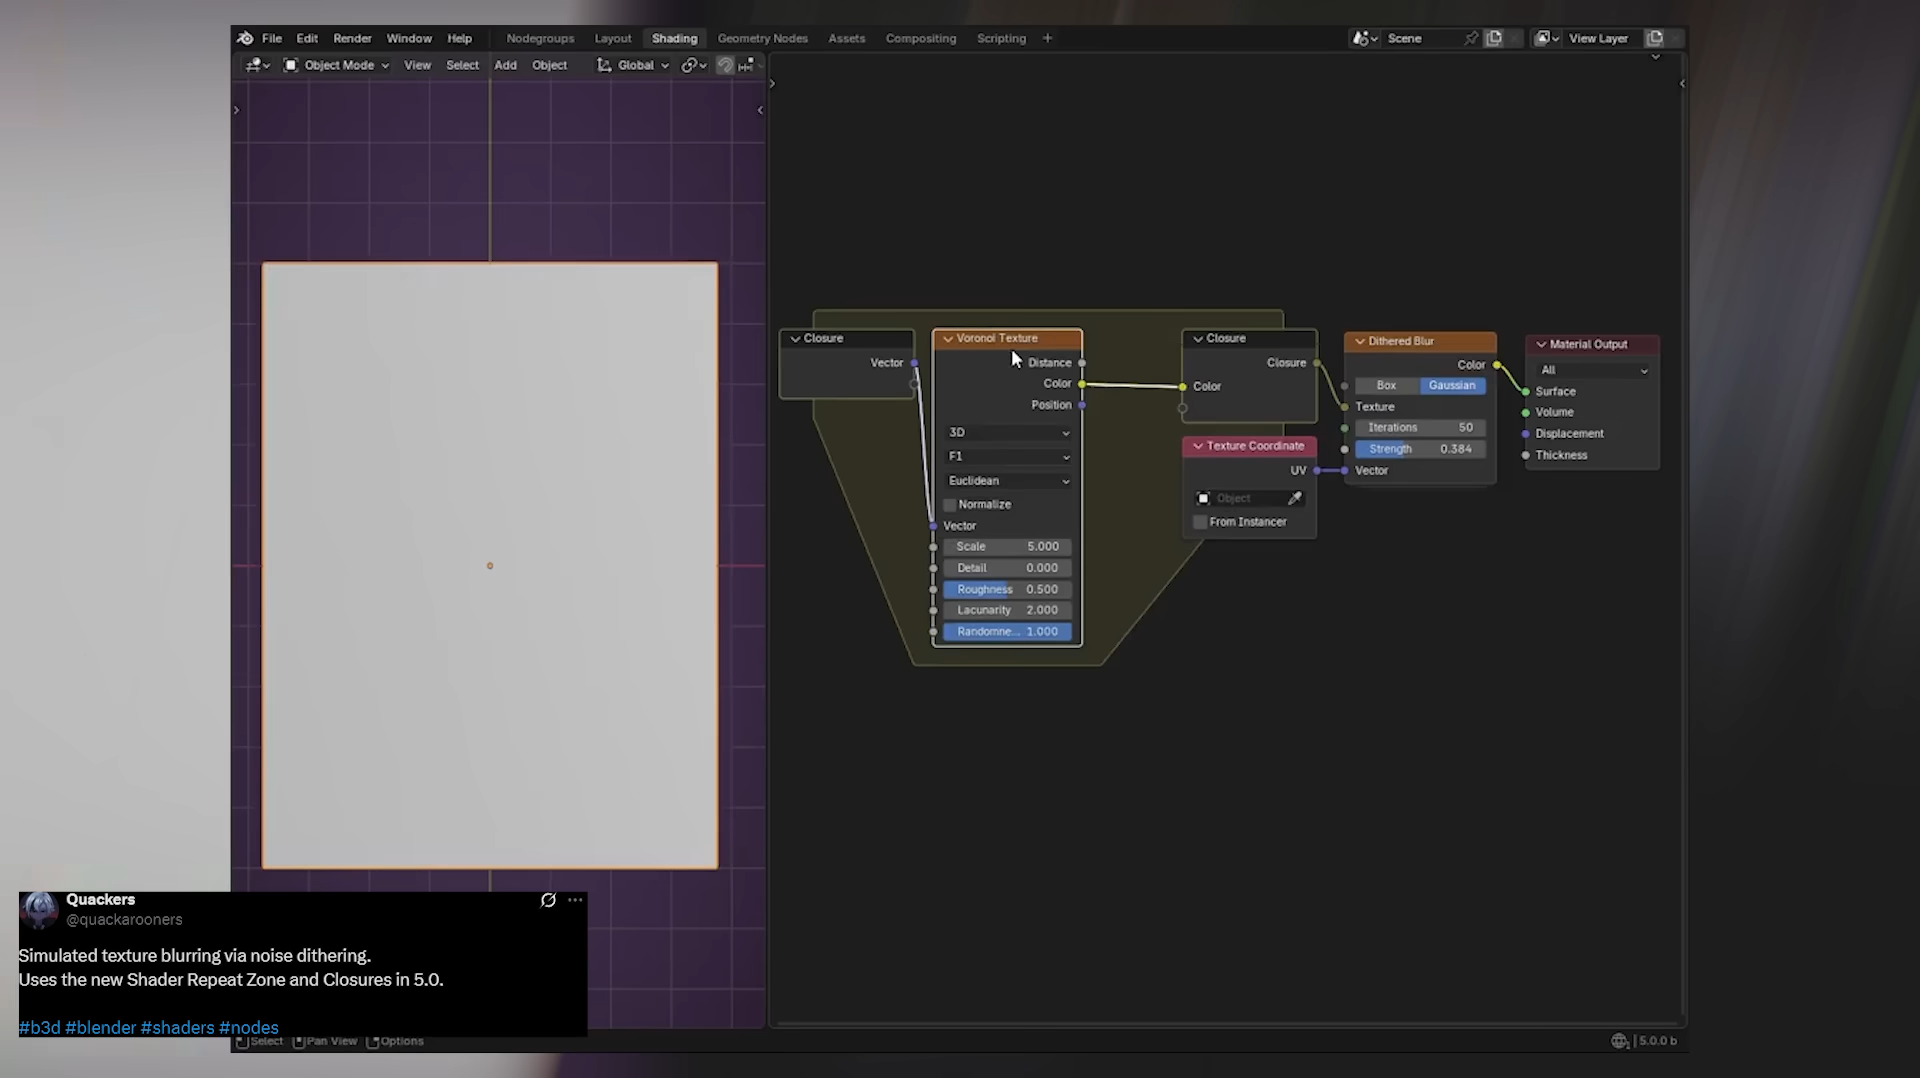 File Edit Render Window Help Nodegroups Layout Shading Geometry Nodes Assets Compositing Scripting + Scene View Layer
Object Mode View Select Add Object Global
Closure
Vector
Voronoi Texture
Distance
Color
Position
3D
F1
Euclidean
Normalize
Vector
Scale 5.000
Detail 0.000
Roughness 0.500
Lacunarity 2.000
Randomne... 1.000
Closure
Closure
Color
Texture Coordinate
UV
Object
From Instancer
Dithered Blur
Color
Box Gaussian
Texture
Iterations 50
Strength 0.384
Vector
Material Output
All
Surface
Volume
Displacement
Thickness
Quackers
@quackarooners
Simulated texture blurring via noise dithering.
Uses the new Shader Repeat Zone and Closures in 5.0.
#b3d #blender #shaders #nodes
Select Pan View Options
5.0.0 b